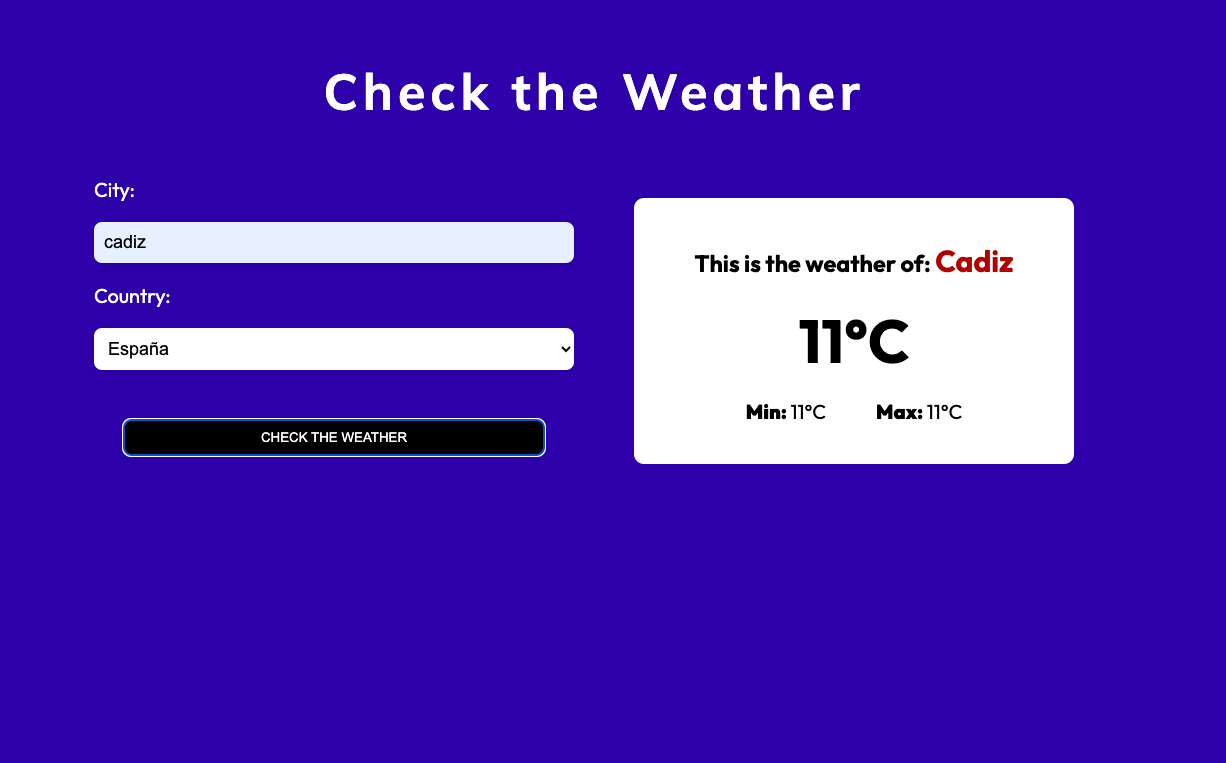 Check the Weather
City:
cadiz
Country:
España
CHECK THE WEATHER
This is the weather of: Cadiz
11°C
Min: 11°C Max: 11°C